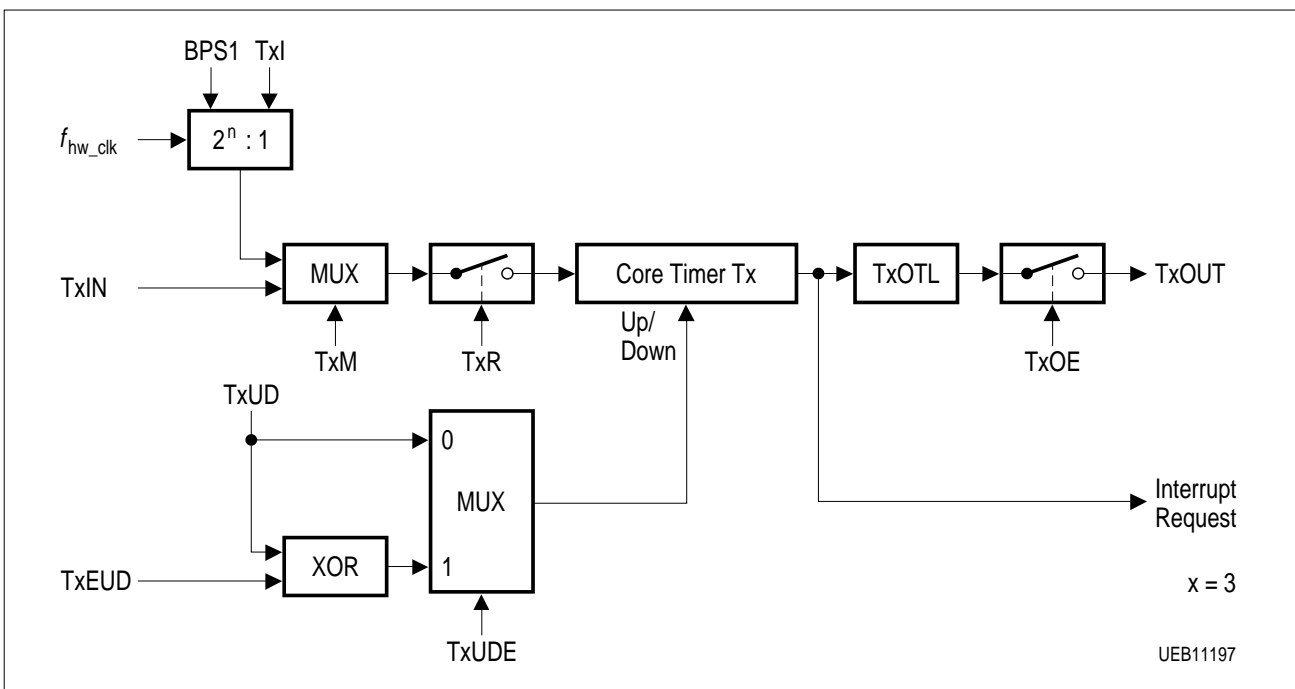 BPS1 TxI
f hw_clk
2ⁿ : 1
TxIN
MUX
Core Timer Tx
TxOTL
TxOUT
TxM
TxR
Up/
Down
TxOE
TxUD
0
MUX
1
XOR
TxEUD
TxUDE
Interrupt
Request
x = 3
UEB11197